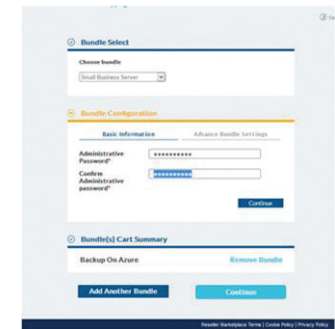 Bundle Select
Choose bundle
Small Business Server
Bundle Configuration
Basic Information
Advance Bundle Settings
Administrative
Password*
**********
Confirm
Administrative
password*
**********
Continue
Bundle(s) Cart Summary
Backup On Azure
Remove Bundle
Add Another Bundle
Continue
Reseller Marketplace Terms | Cookie Policy | Privacy Policy